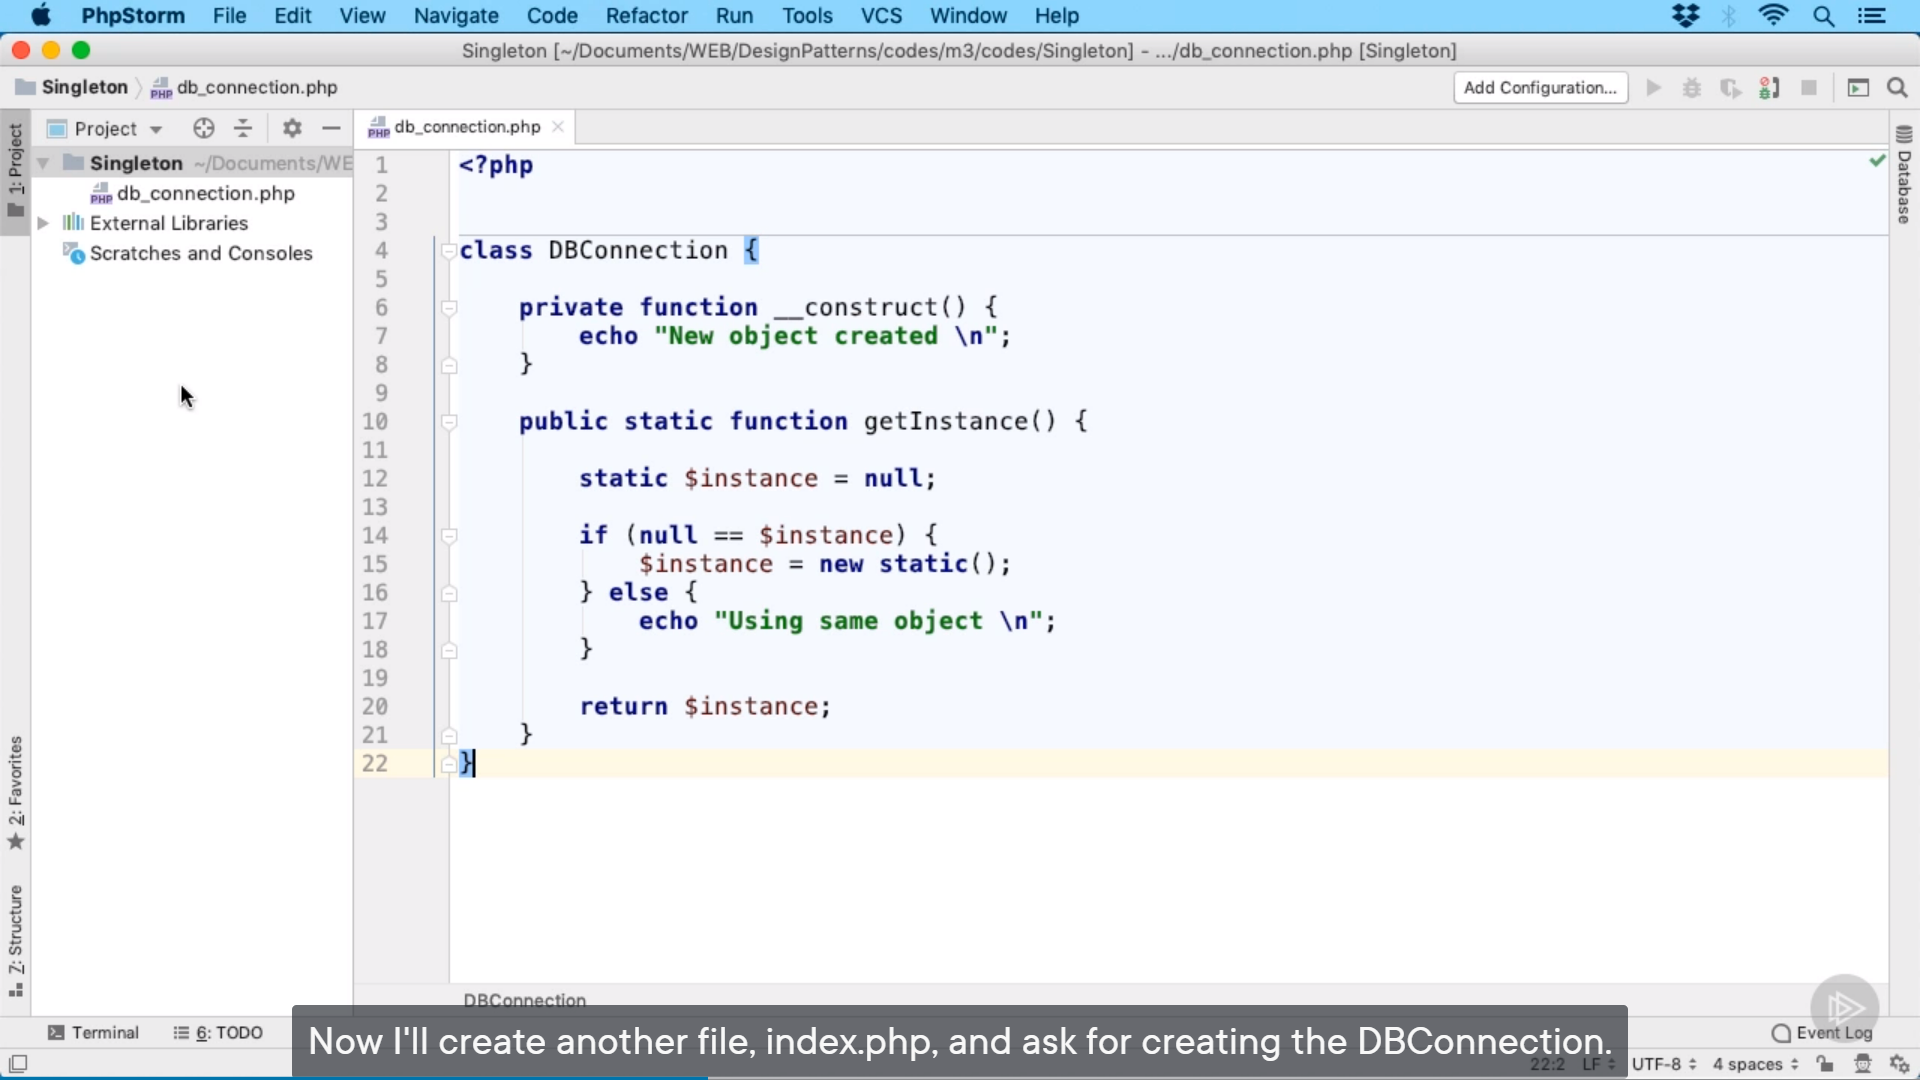 PhpStorm File Edit View Navigate Code Refactor Run Tools VCS Window Help
Singleton [~/Documents/WEB/DesignPatterns/codes/m3/codes/Singleton] - .../db_connection.php [Singleton]
Singleton db_connection.php Add Configuration...
1: Project
Project
Singleton ~/Documents/WE
db_connection.php
External Libraries
Scratches and Consoles
2: Favorites
7: Structure
db_connection.php
1 <?php
2
3
4 class DBConnection {
5
6     private function __construct() {
7         echo "New object created \n";
8     }
9
10     public static function getInstance() {
11
12         static $instance = null;
13
14         if (null == $instance) {
15             $instance = new static();
16         } else {
17             echo "Using same object \n";
18         }
19
20         return $instance;
21     }
22 }
Database
DBConnection
Now I'll create another file, index.php, and ask for creating the DBConnection.
Terminal 6: TODO Event Log
22:2 LF UTF-8 4 spaces